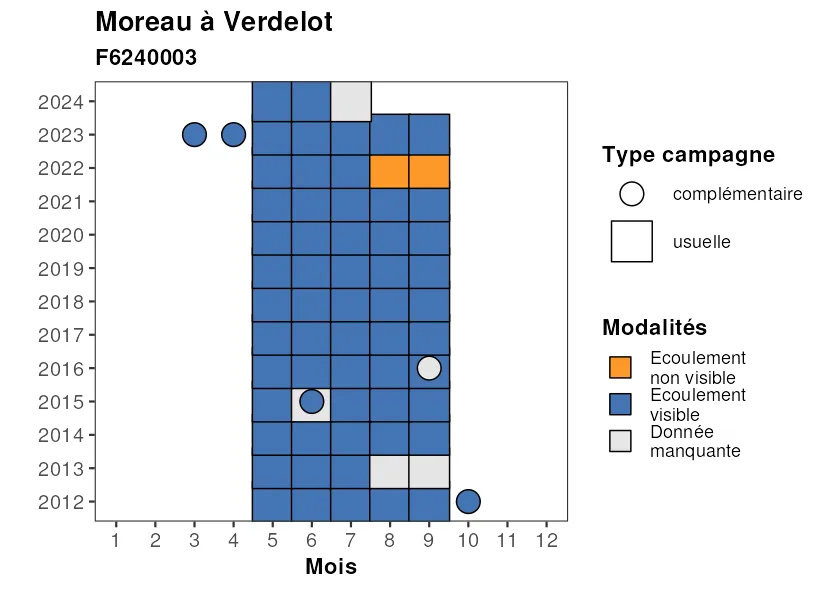 Moreau à Verdelot
F6240003
2024
2023
2022
2021
2020
2019
2018
2017
2016
2015
2014
2013
2012
1 2 3 4 5 6 7 8 9 10 11 12
Mois
Type campagne
complémentaire
usuelle
Modalités
Ecoulement
non visible
Ecoulement
visible
Donnée
manquante